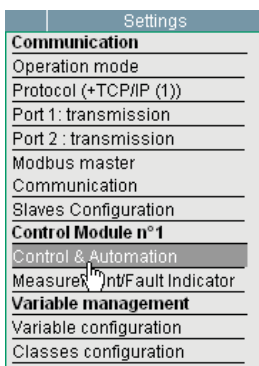 Settings
Communication
Operation mode
Protocol (+TCP/IP (1))
Port 1: transmission
Port 2 : transmission
Modbus master
Communication
Slaves Configuration
Control Module n°1
Control & Automation
Measurement/Fault Indicator
Variable management
Variable configuration
Classes configuration